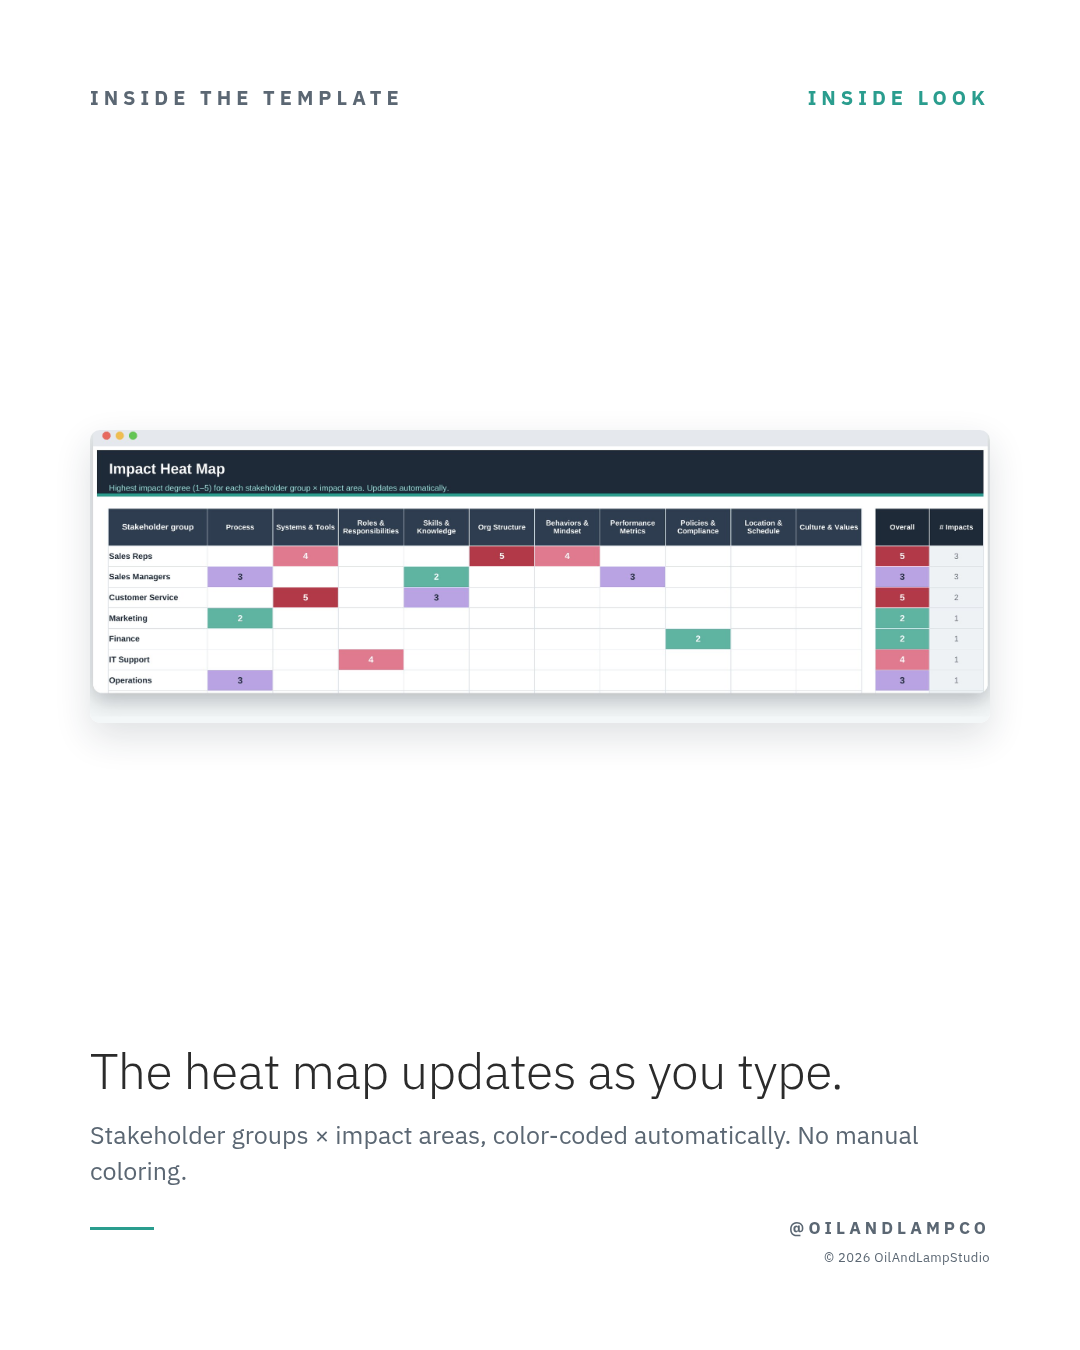 INSIDE THE TEMPLATE
INSIDE LOOK
Impact Heat Map
Highest impact degree (1–5) for each stakeholder group × impact area. Updates automatically.
Stakeholder group Process Systems & Tools Roles & Responsibilities Skills & Knowledge Org Structure Behaviors & Mindset Performance Metrics Policies & Compliance Location & Schedule Culture & Values Overall # Impacts
Sales Reps 4 5 4 5 3
Sales Managers 3 2 3 3 3
Customer Service 5 3 5 2
Marketing 2 2 1
Finance 2 2 1
IT Support 4 4 1
Operations 3 3 1
The heat map updates as you type.
Stakeholder groups × impact areas, color-coded automatically. No manual
coloring.
@OILANDLAMPCO
© 2026 OilAndLampStudio